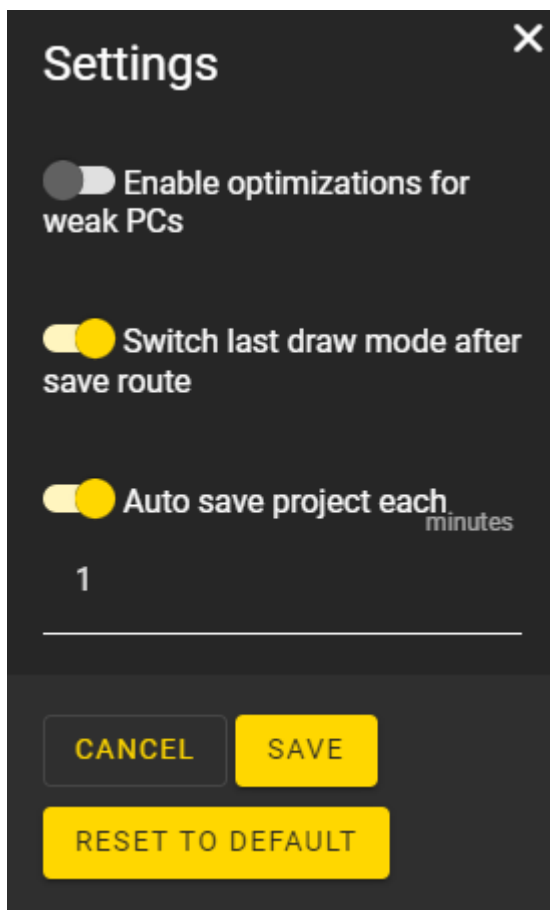 Settings
Enable optimizations for
weak PCs
Switch last draw mode after
save route
Auto save project each
minutes
1
CANCEL
SAVE
RESET TO DEFAULT